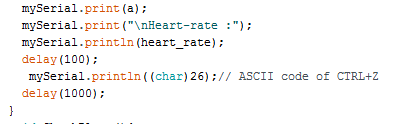 mySerial.print(a);
mySerial.print ("\nHeart-rate :");
mySerial.println(heart_rate);
delay(100);
mySerial.println((char)26);// ASCII code of CTRL+Z
delay(1000);
}